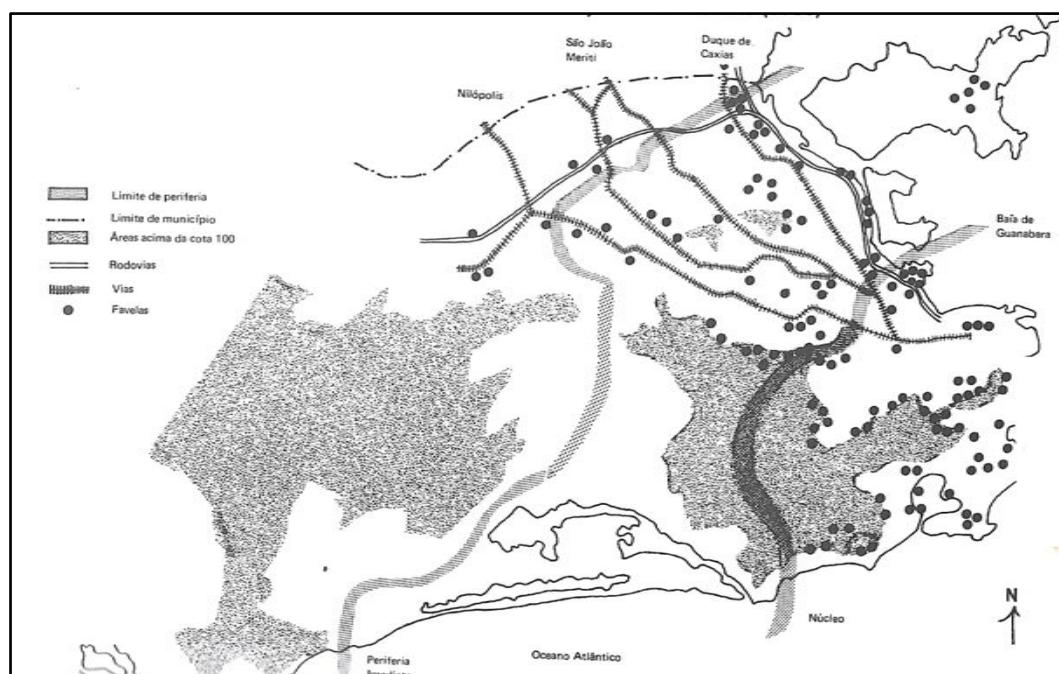 São João
Meriti
Duque de
Caxias
Nilópolis
Baía de
Guanabara
Limite de periferia
Limite de município
Áreas acima da cota 100
Rodovias
Vias
Favelas
N
Núcleo
Oceano Atlântico
Periferia